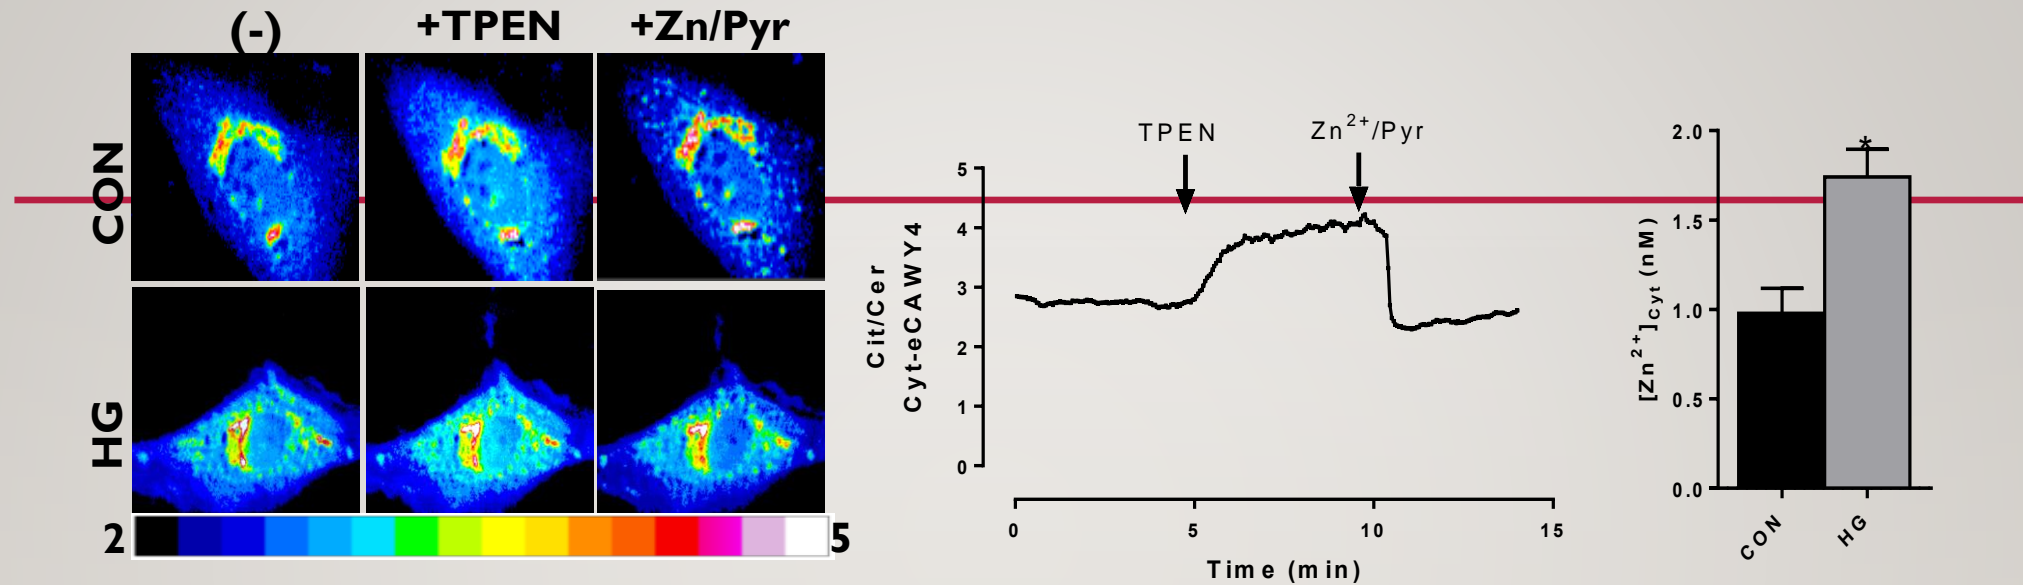 (-) +TPEN +Zn/Pyr
CON
HG
2 5
TPEN Zn²⁺/Pyr
Cit/Cer
Cyt-eCAWY4
5
4
3
2
1
0
0 5 10 15
Time (min)
[Zn²⁺]Cyt (nM)
2.0
1.5
1.0
0.5
0.0
*
CON HG